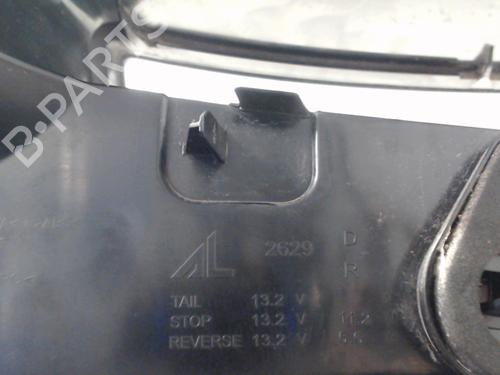 B-PARTS
AL 2629 D
R
TAIL 13.2 V
STOP 13.2 V 11.2
REVERSE 13.2 V 5.5